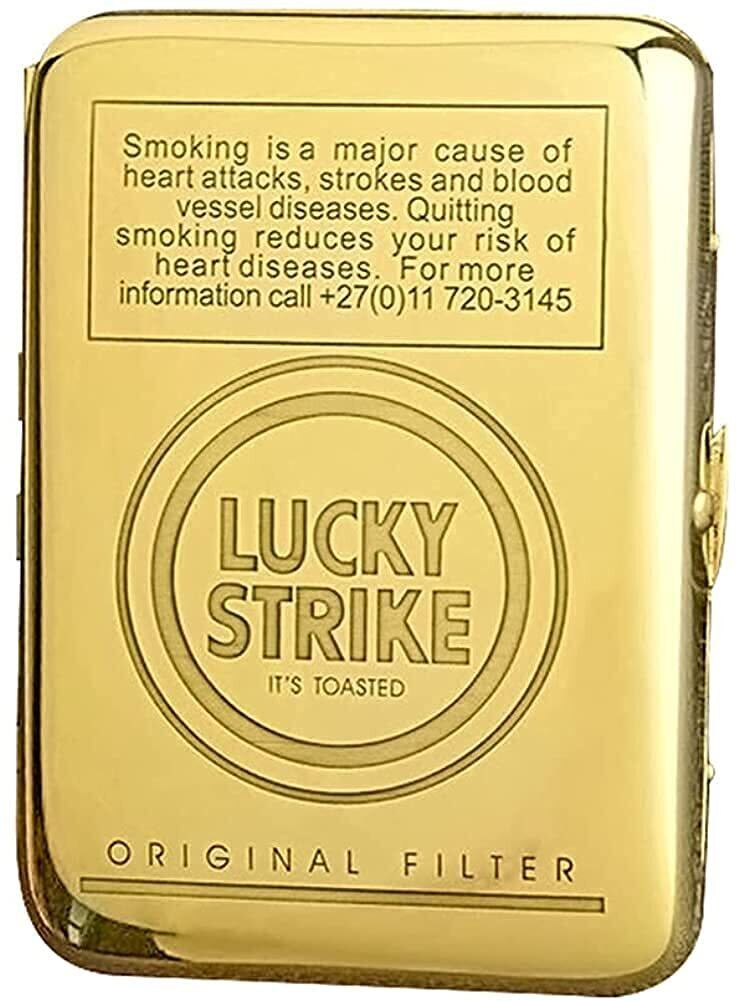 Smoking is a major cause of
heart attacks, strokes and blood
vessel diseases. Quitting
smoking reduces your risk of
heart diseases. For more
information call +27(0)11 720-3145
LUCKY
STRIKE
IT'S TOASTED
ORIGINAL FILTER